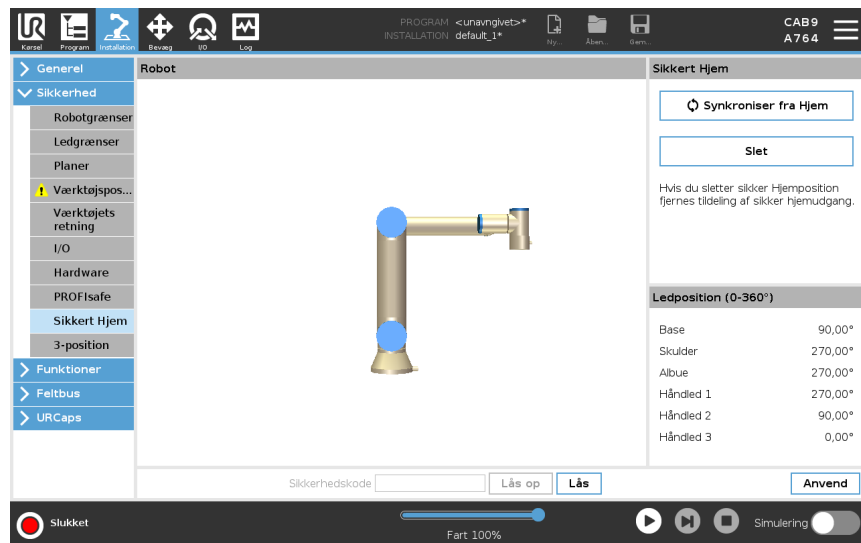 Kørsel
Program
Installation
Bevæg
I/O
Log
PROGRAM <unavngivet>*
INSTALLATION default_1*
Ny...
Åben...
Gem...
CAB9
A764
Generel
Sikkerhed
Robotgrænser
Ledgrænser
Planer
Værktøjspos...
Værktøjets
retning
I/O
Hardware
PROFIsafe
Sikkert Hjem
3-position
Funktioner
Feltbus
URCaps
Robot
Sikkert Hjem
Synkroniser fra Hjem
Slet
Hvis du sletter sikker Hjemposition
fjernes tildeling af sikker hjemudgang.
Ledposition (0-360°)
Base 90,00°
Skulder 270,00°
Albue 270,00°
Håndled 1 270,00°
Håndled 2 90,00°
Håndled 3 0,00°
Sikkerhedskode
Lås op
Lås
Anvend
Slukket
Fart 100%
Simulering